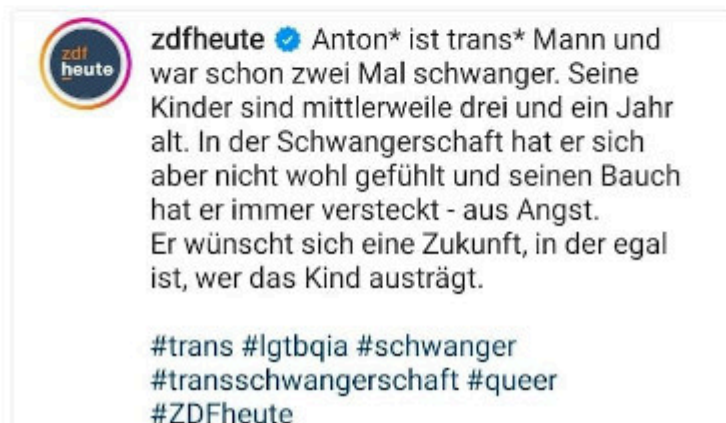 zdf
heute
zdfheute Anton* ist trans* Mann und
war schon zwei Mal schwanger. Seine
Kinder sind mittlerweile drei und ein Jahr
alt. In der Schwangerschaft hat er sich
aber nicht wohl gefühlt und seinen Bauch
hat er immer versteckt - aus Angst.
Er wünscht sich eine Zukunft, in der egal
ist, wer das Kind austrägt.
#trans #lgtbqia #schwanger
#transschwangerschaft #queer
#ZDFheute